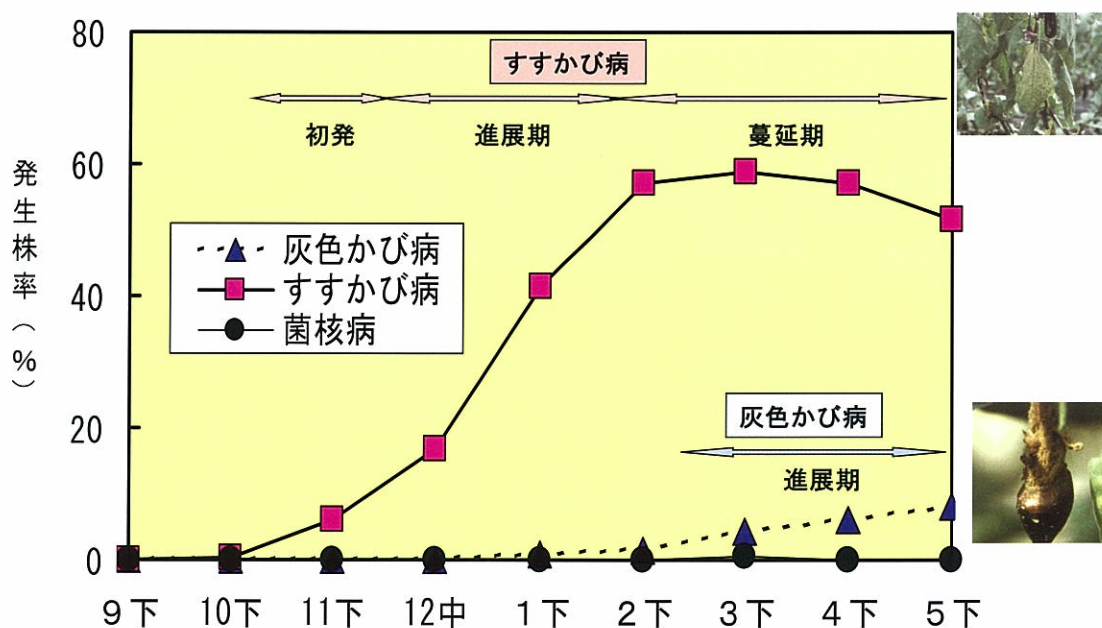 80
すすかび病
初発
進展期
蔓延期
60
発生株率(%)
灰色かび病
すすかび病
菌核病
40
灰色かび病
進展期
20
0
9下 10下 11下 12中 1下 2下 3下 4下 5下